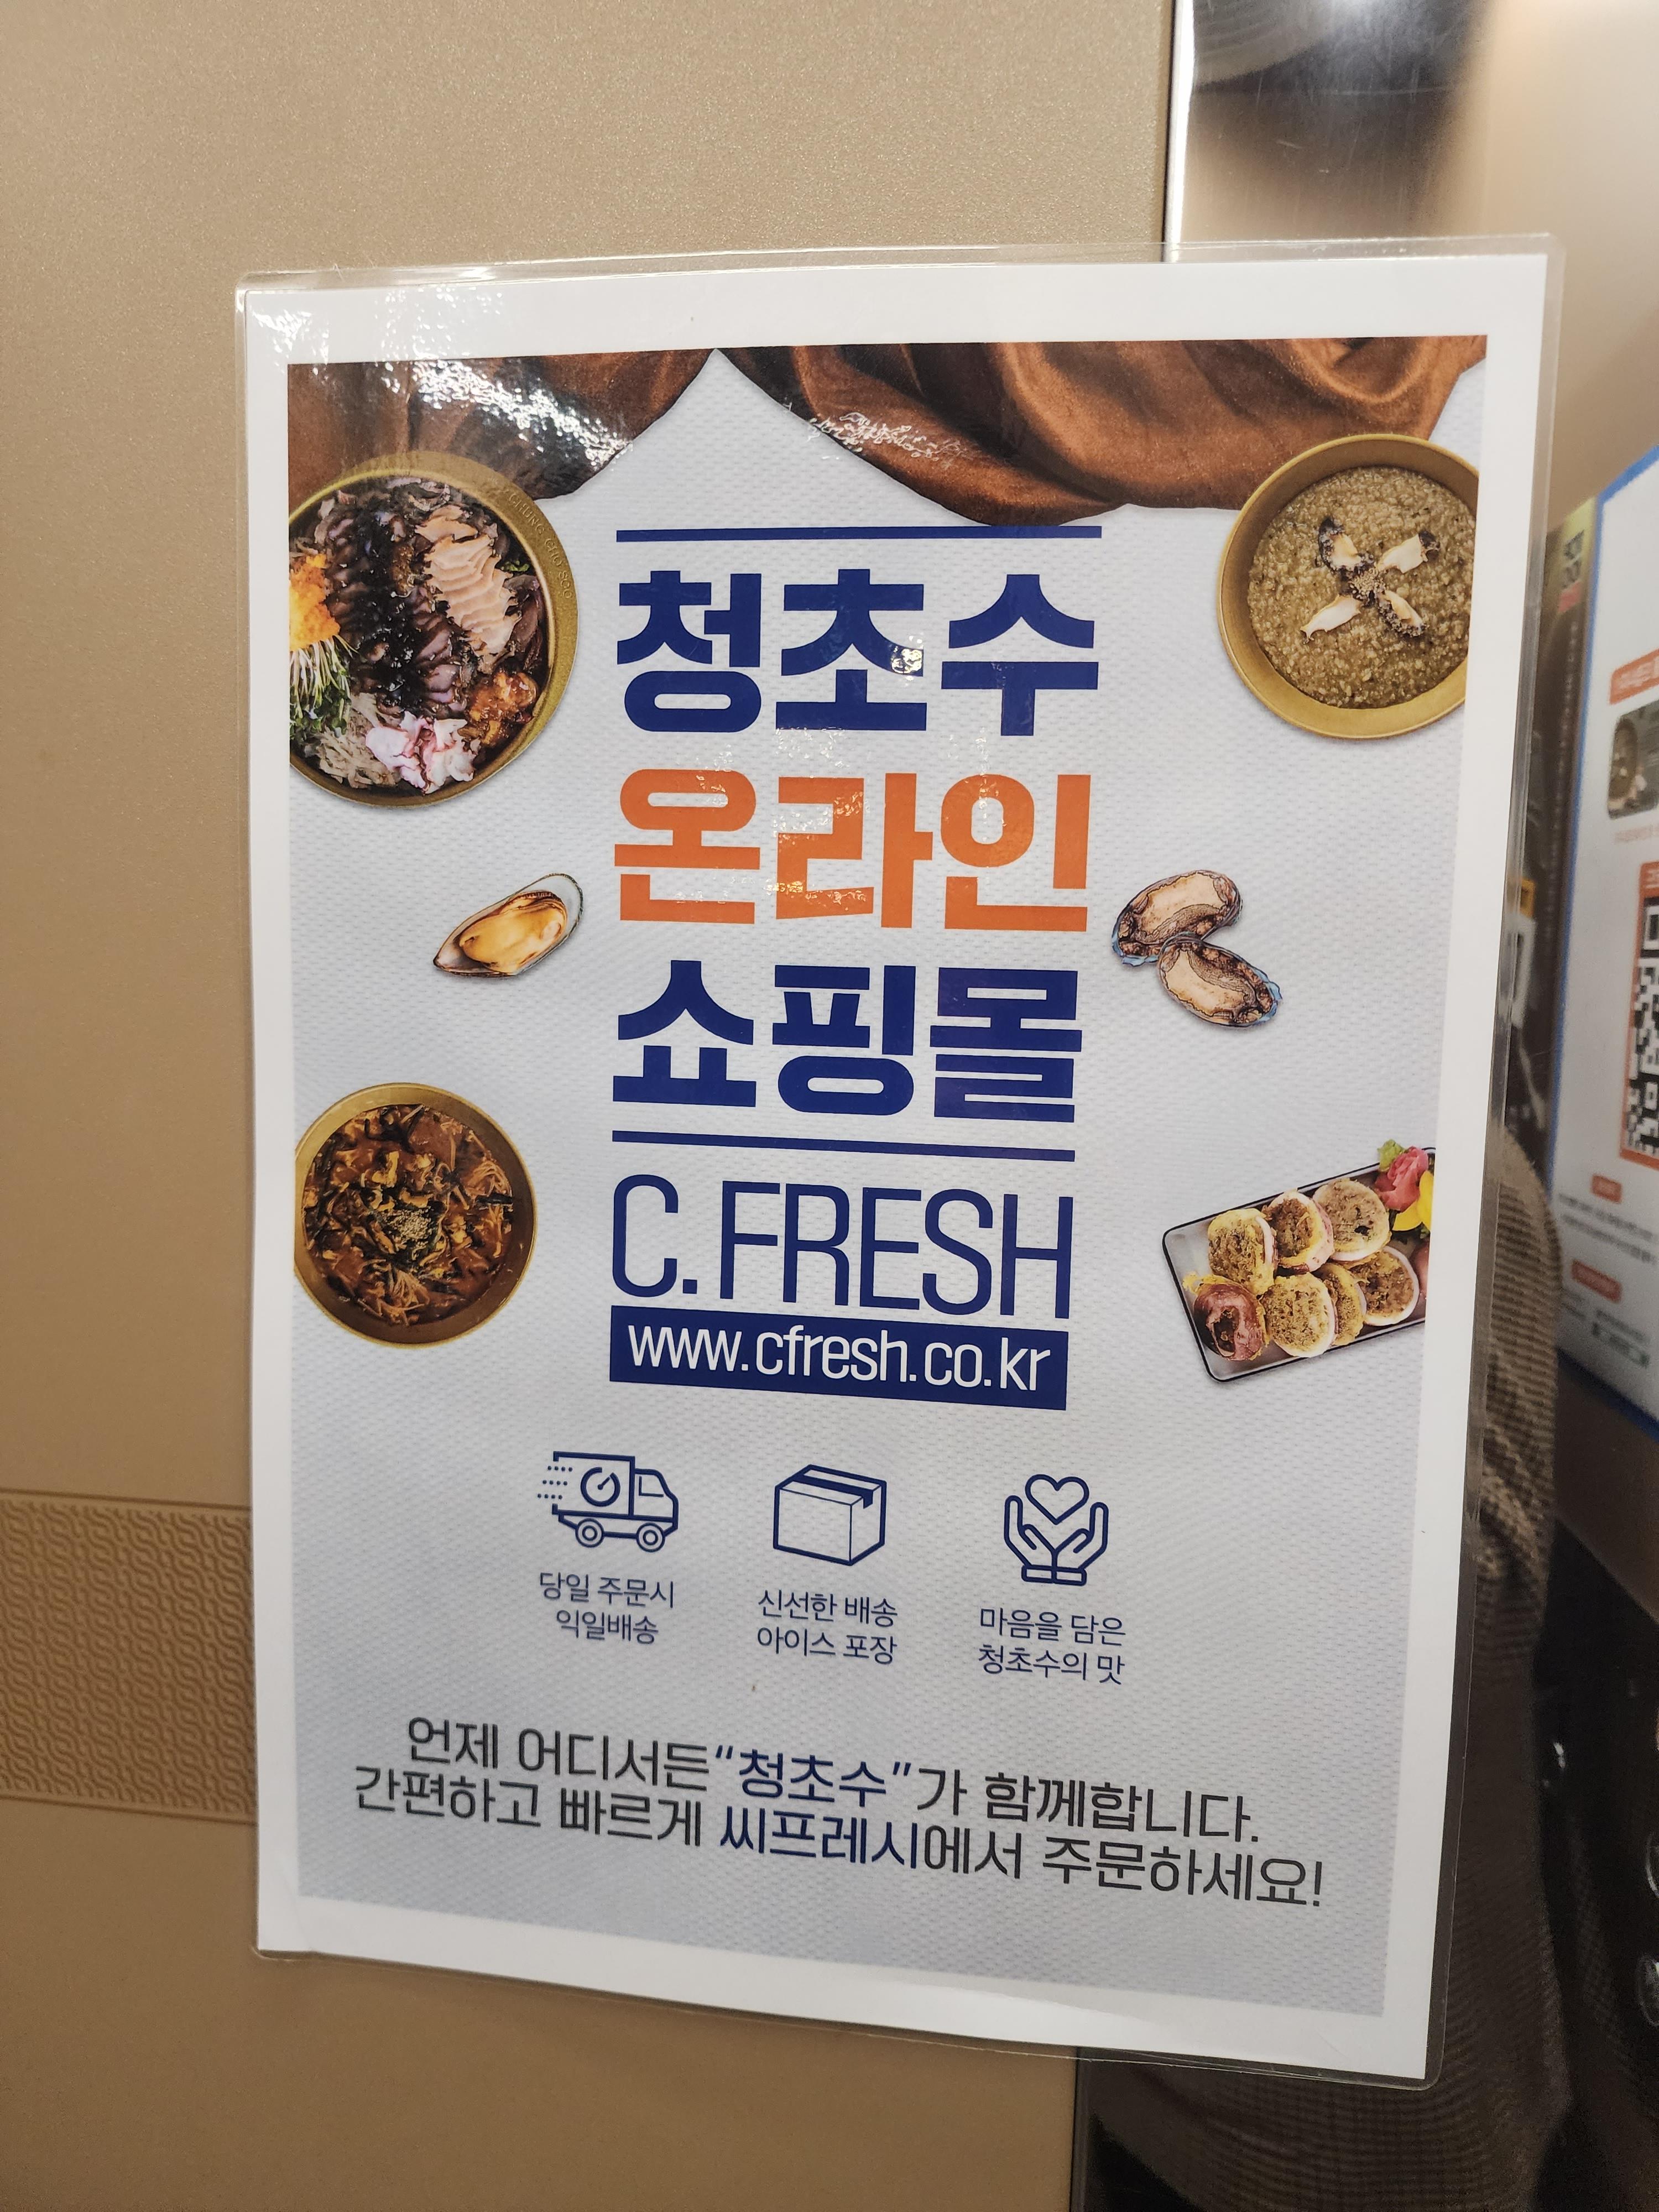 청초수
온라인
쇼핑몰
C.FRESH
www.cfresh.co.kr
당일 주문시
익일배송
신선한 배송
아이스 포장
마음을 담은
청초수의 맛
언제 어디서든“청초수”가 함께합니다.
간편하고 빠르게 씨프레시에서 주문하세요!